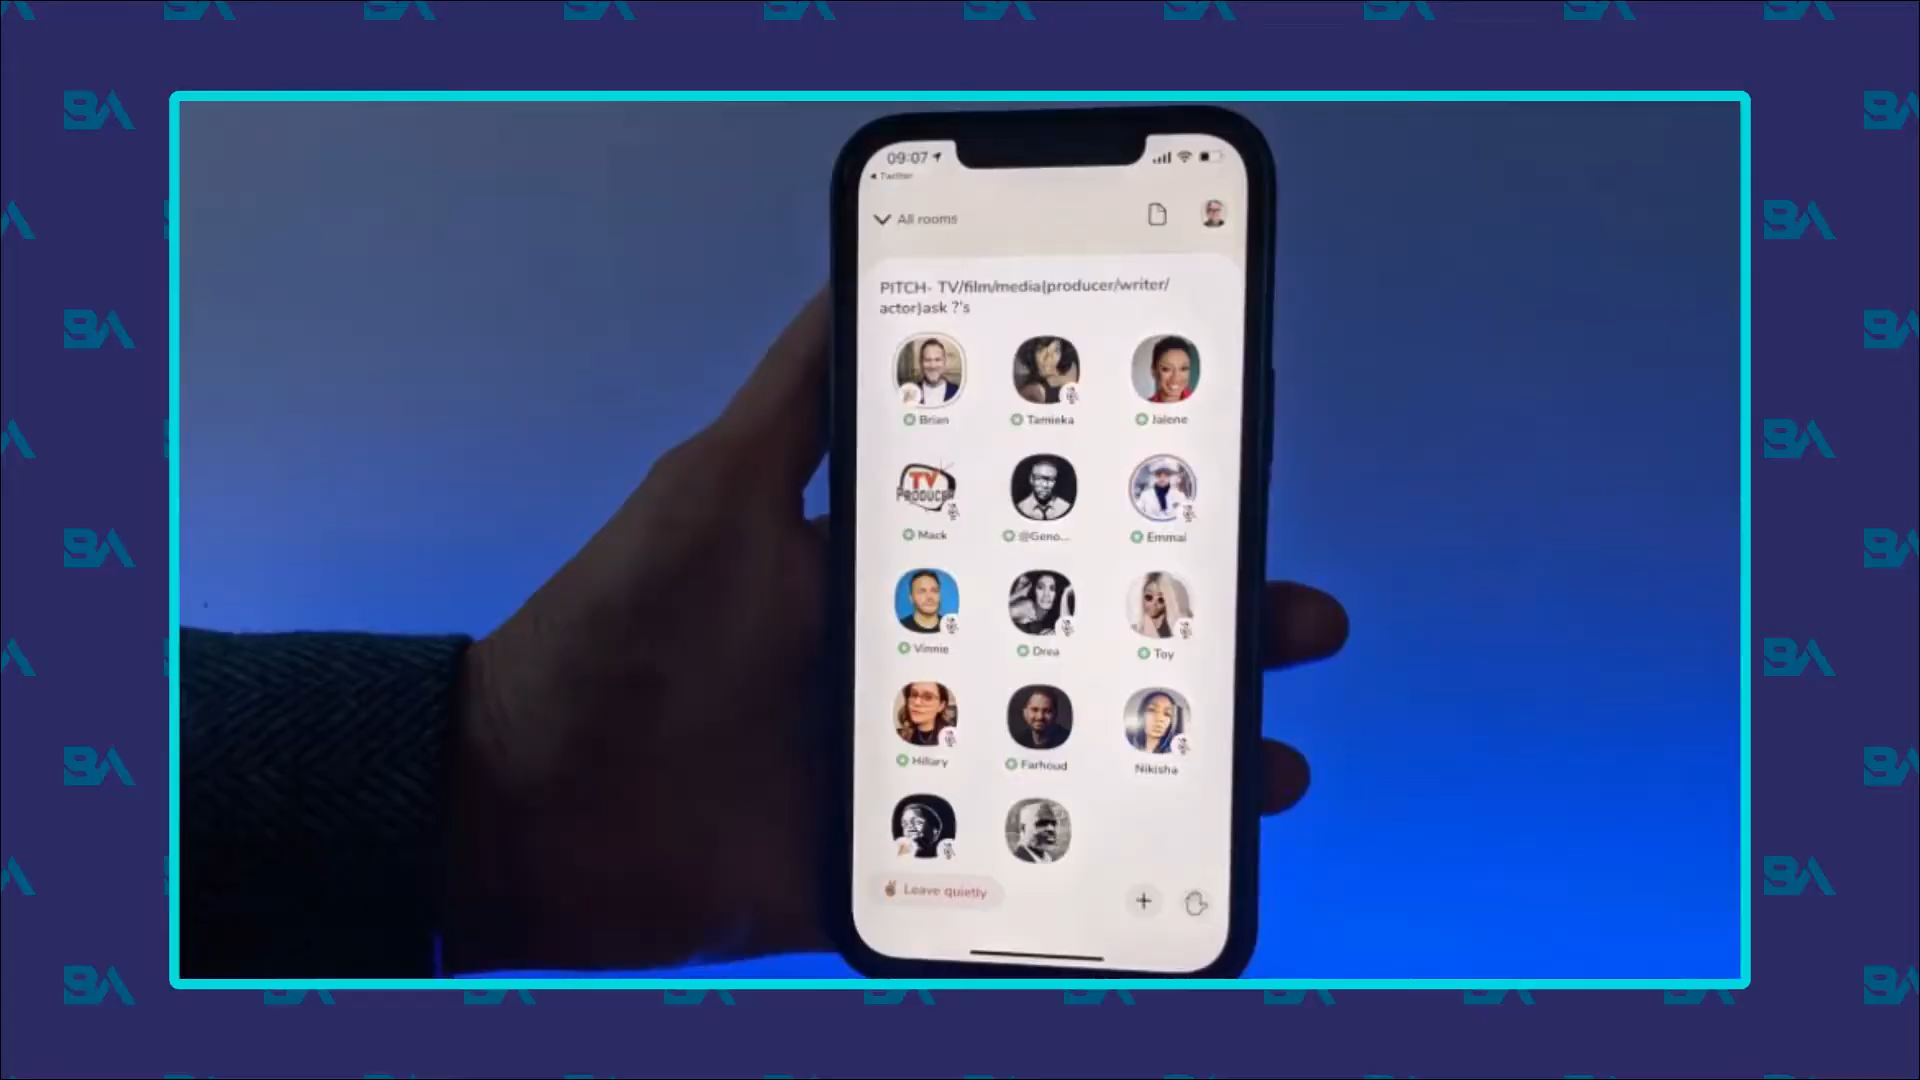 09:07
Twitter
All rooms
PITCH- TV/film/media(producer/writer/
actor)ask ?'s
Brian
Tamieka
Jalene
TV
PRODUCER
Mack
@Geno...
Emmai
Vinnie
Drea
Toy
Hillary
Farhoud
Nikisha
Leave quietly